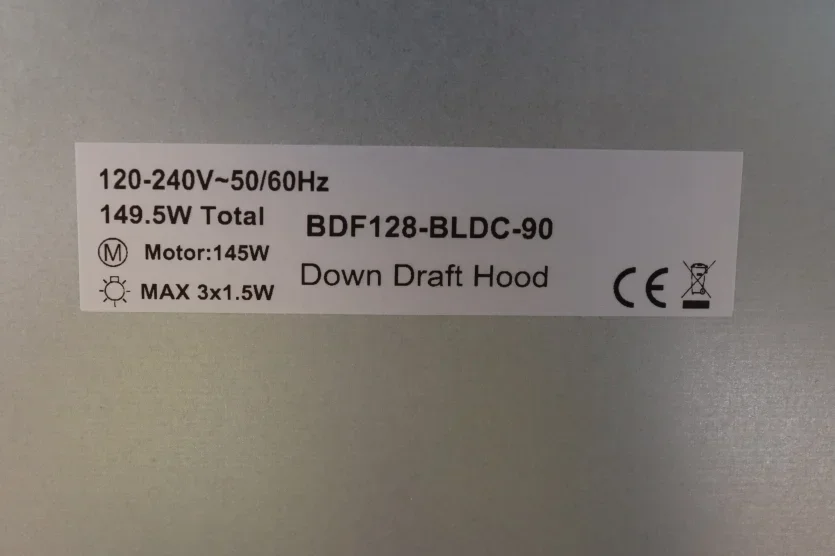 120-240V~50/60Hz
149.5W Total
M Motor:145W
MAX 3x1.5W
BDF128-BLDC-90
Down Draft Hood
CE